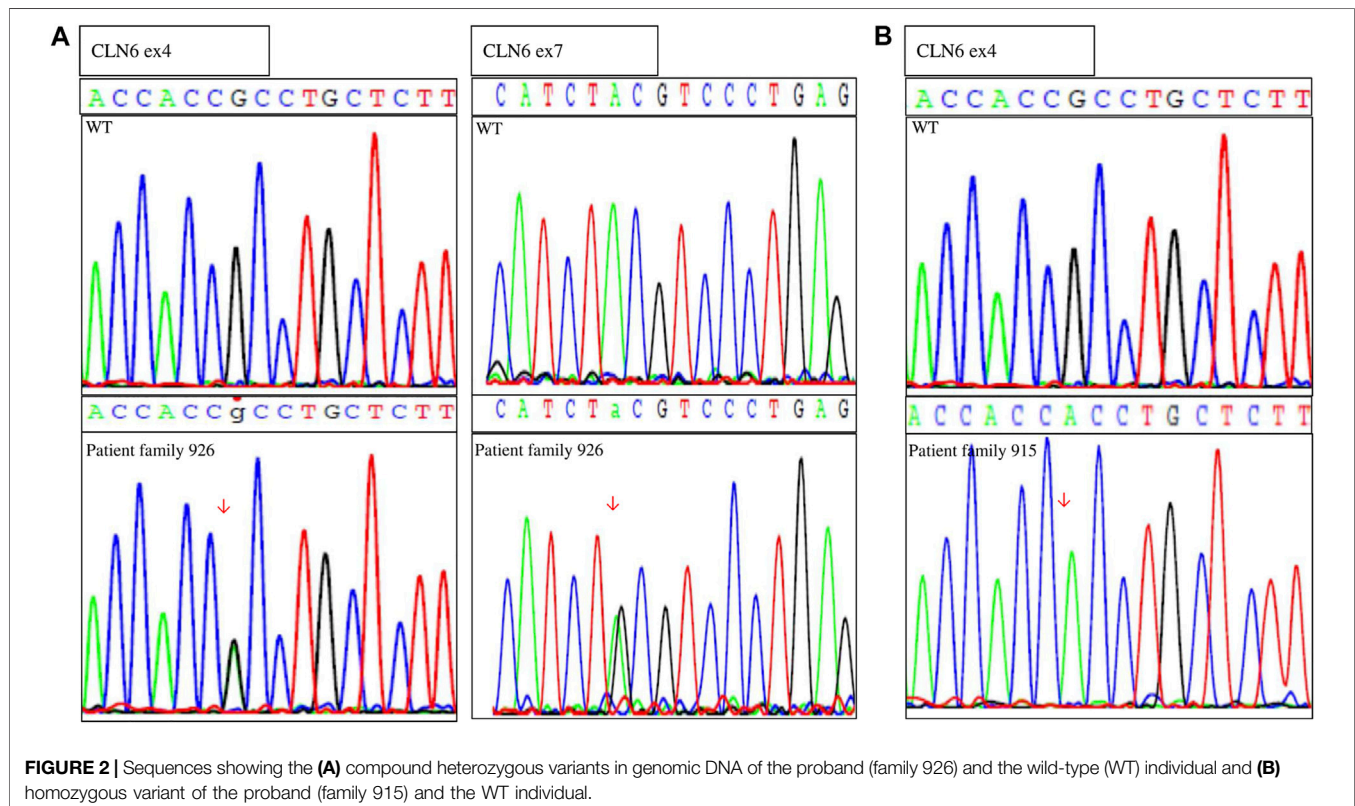 A
B
CLN6 ex4
CLN6 ex7
CLN6 ex4
ACCACCGCCTGCTCTT
CATCTACGTCCCTGAG
ACCACCGCCTGCTCTT
WT
WT
WT
ACCACCgCCTGCTCTT
CATCTaCGTCCCTGAG
ACCACCACCTGCTCTT
Patient family 926
Patient family 926
Patient family 915
FIGURE 2 | Sequences showing the (A) compound heterozygous variants in genomic DNA of the proband (family 926) and the wild-type (WT) individual and (B)
homozygous variant of the proband (family 915) and the WT individual.